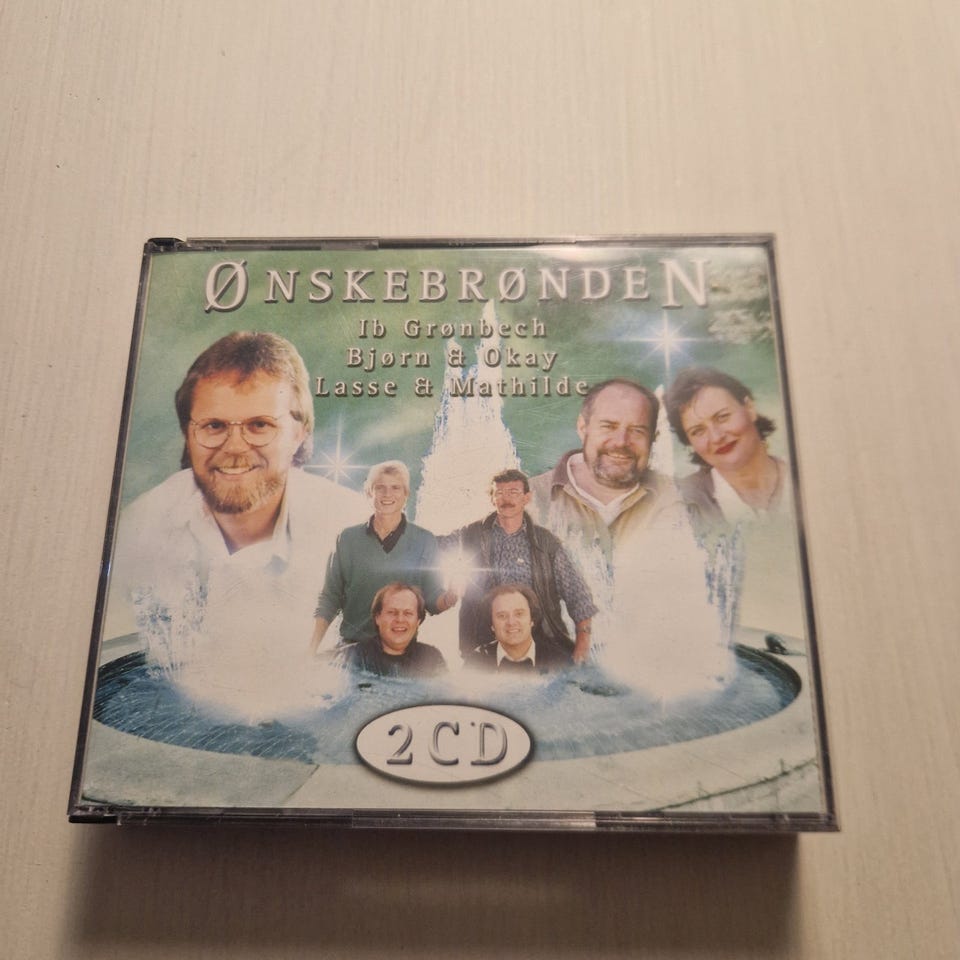 ØNSKEBRØNDEN
Ib Grønbech
Bjørn & Okay
Lasse & Mathilde
2CD